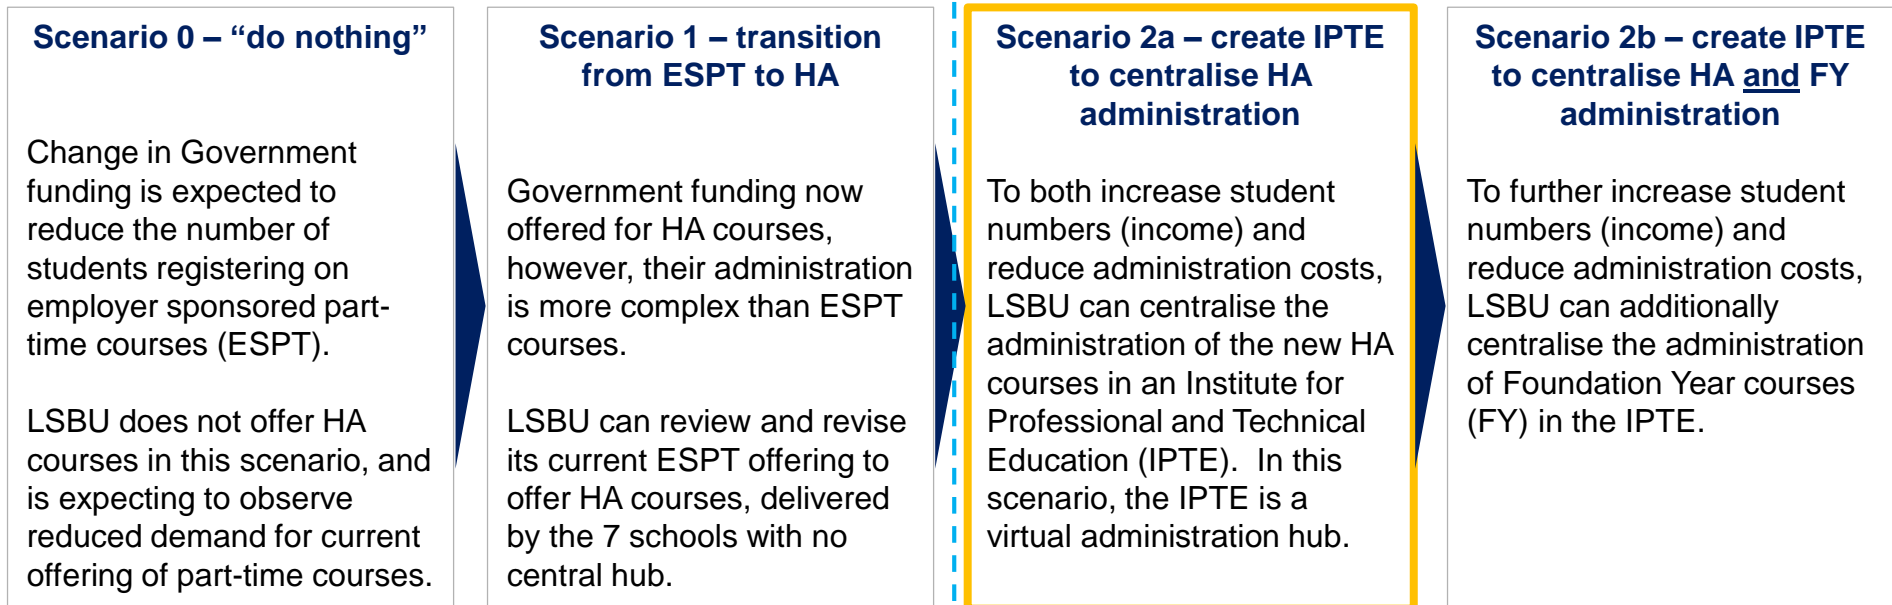 Scenario 0 – “do nothing”
Change in Government
funding is expected to
reduce the number of
students registering on
employer sponsored part-
time courses (ESPT).
LSBU does not offer HA
courses in this scenario, and
is expecting to observe
reduced demand for current
offering of part-time courses.
Scenario 1 – transition
from ESPT to HA
Government funding now
offered for HA courses,
however, their administration
is more complex than ESPT
courses.
LSBU can review and revise
its current ESPT offering to
offer HA courses, delivered
by the 7 schools with no
central hub.
Scenario 2a – create IPTE
to centralise HA
administration
To both increase student
numbers (income) and
reduce administration costs,
LSBU can centralise the
administration of the new HA
courses in an Institute for
Professional and Technical
Education (IPTE).  In this
scenario, the IPTE is a
virtual administration hub.
Scenario 2b – create IPTE
to centralise HA and FY
administration
To further increase student
numbers (income) and
reduce administration costs,
LSBU can additionally
centralise the administration
of Foundation Year courses
(FY) in the IPTE.